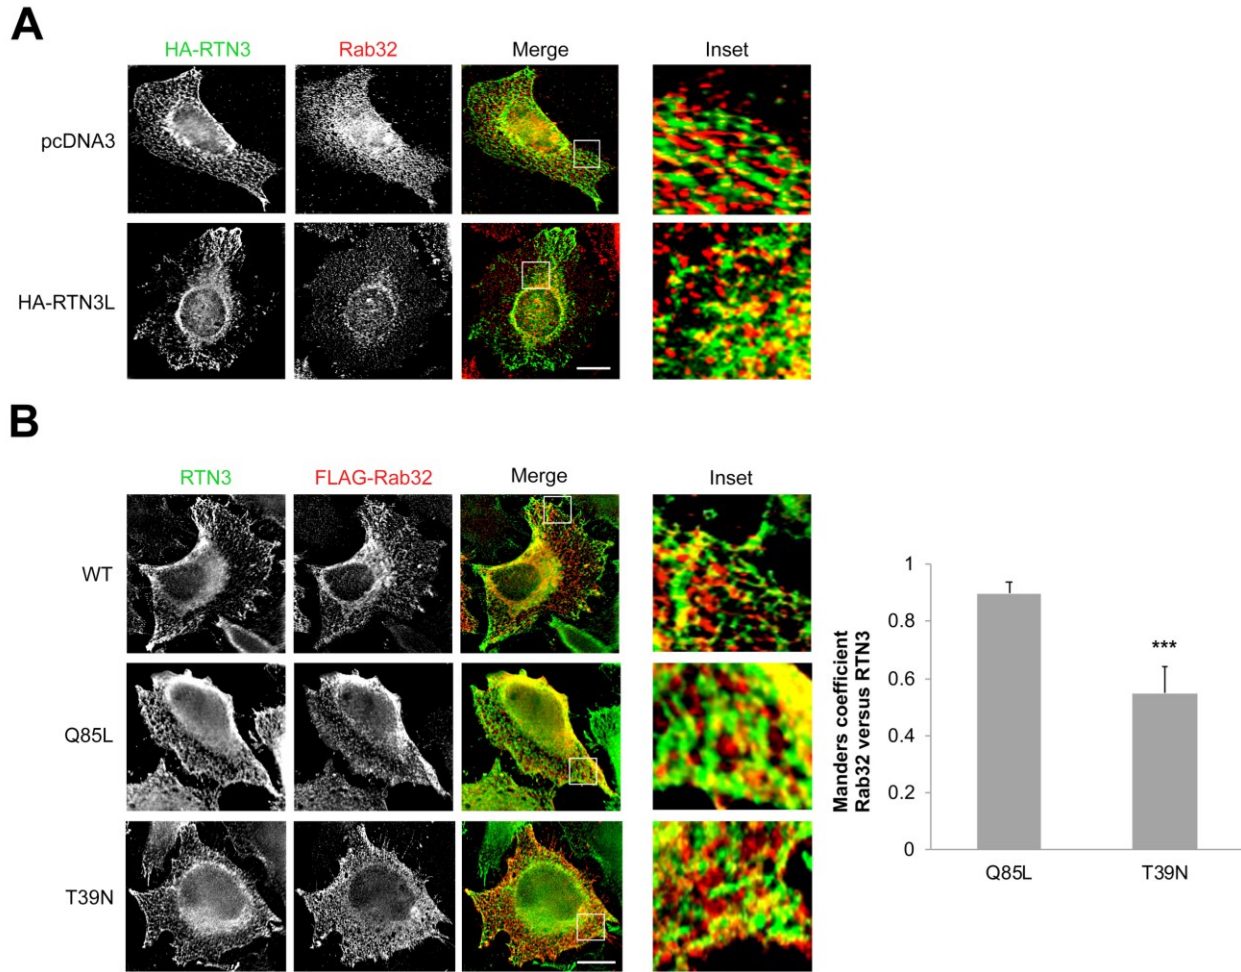 A
HA-RTN3 Rab32 Merge Inset
pcDNA3
HA-RTN3L
B
RTN3 FLAG-Rab32 Merge Inset
WT
Q85L
T39N
Manders coefficient
Rab32 versus RTN3
1
0.8
0.6
0.4
0.2
0
***
Q85L T39N